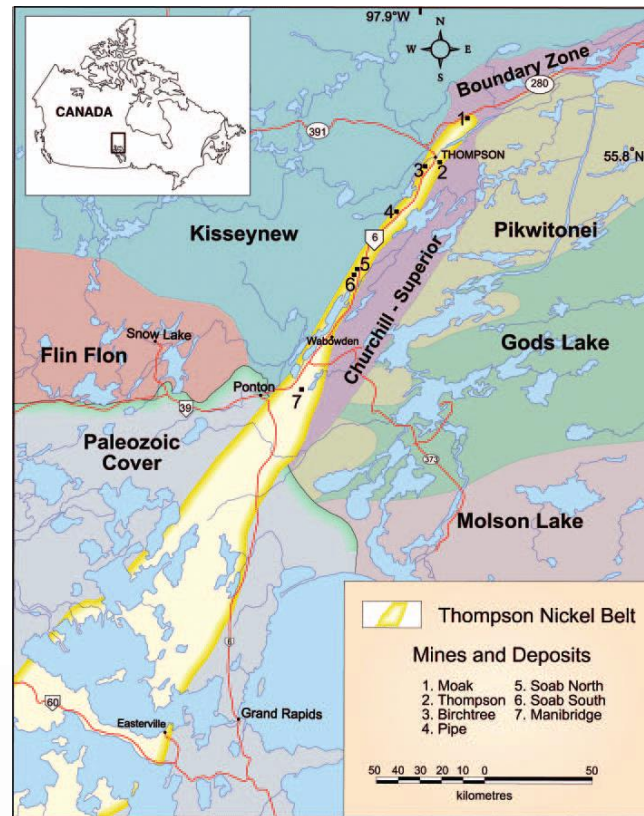 97.9°W
N
W E
S
CANADA
Boundary Zone
280
391
1
55.8°N
THOMPSON
3 2
4
Kisseynew
6
Pikwitonei
5
6
Churchill - Superior
Gods Lake
Wabowden
Snow Lake
Flin Flon
Ponton
7
39
Paleozoic
Cover
373
Molson Lake
6
60
Easterville
Grand Rapids
Thompson Nickel Belt
Mines and Deposits
1. Moak 5. Soab North
2. Thompson 6. Soab South
3. Birchtree 7. Manibridge
4. Pipe
50 40 30 20 10 0 50
kilometres